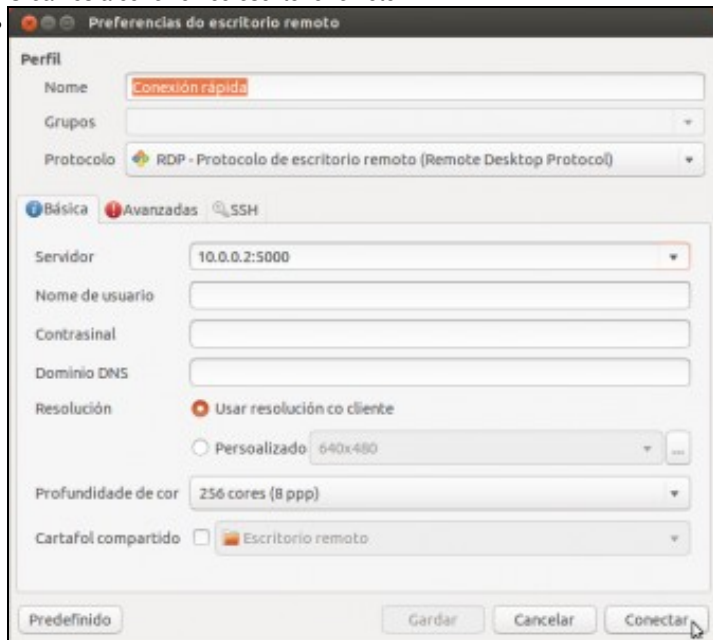 Preferencias do escritorio remoto
Perfil
Nome Conexión rápida
Grupos
Protocolo RDP - Protocolo de escritorio remoto (Remote Desktop Protocol)
Básica Avanzadas SSH
Servidor 10.0.0.2:5000
Nome de usuario
Contrasinal
Dominio DNS
Resolución Usar resolución co cliente
Persoalizado 640x480 ...
Profundidade de cor 256 cores (8 ppp)
Cartafol compartido Escritorio remoto
Predefinido Gardar Cancelar Conectar